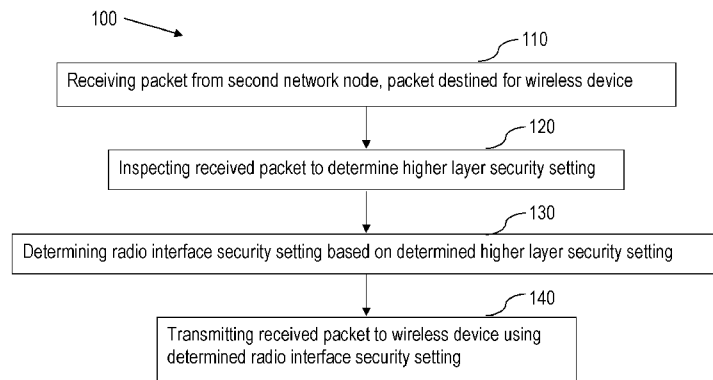 100
110
Receiving packet from second network node, packet destined for wireless device
120
Inspecting received packet to determine higher layer security setting
130
Determining radio interface security setting based on determined higher layer security setting
140
Transmitting received packet to wireless device using
determined radio interface security setting